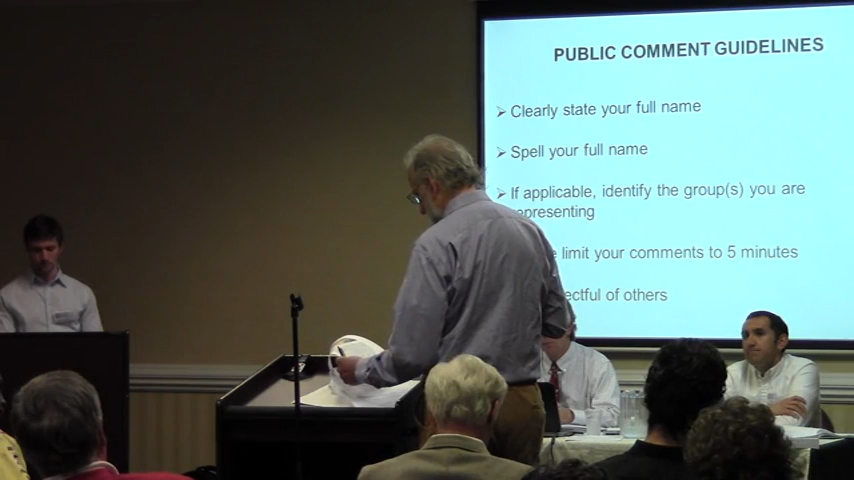 PUBLIC COMMENT GUIDELINES
➢ Clearly state your full name
➢ Spell your full name
➢ If applicable, identify the group(s) you are
epresenting
limit your comments to 5 minutes
ectful of others